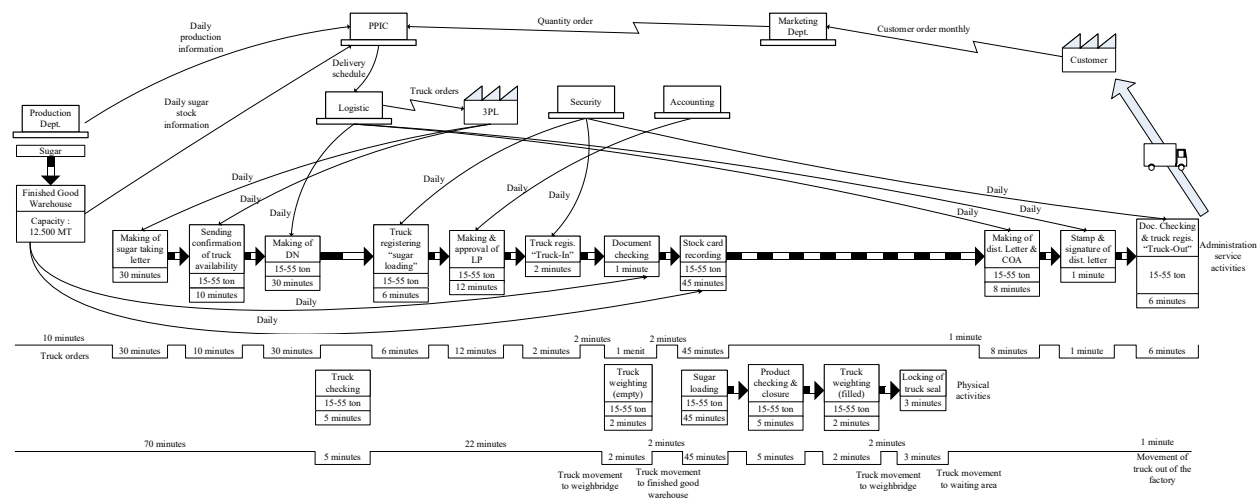 Daily
production
information
PPIC
Quantity order
Marketing
Dept.
Customer order monthly
Customer
Delivery
schedule
Daily sugar
stock
information
Truck orders
Production
Dept.
Logistic
3PL
Security
Accounting
Sugar
Finished Good
Warehouse
Capacity :
12.500 MT
Daily
Daily
Daily
Daily
Daily
Daily
Daily
Daily
Making of
sugar taking
letter
30 minutes
Sending
confirmation
of truck
availability
15-55 ton
10 minutes
Making of
DN
15-55 ton
30 minutes
Truck
registering
“sugar
loading”
15-55 ton
6 minutes
Making &
approval of
LP
15-55 ton
12 minutes
Truck regis.
“Truck-In”
2 minutes
Document
checking
1 minute
Stock card
recording
15-55 ton
45 minutes
Making of
dist. Letter &
COA
15-55 ton
8 minutes
Stamp &
signature of
dist. letter
1 minute
Doc. Checking
& truck regis.
“Truck-Out”
15-55 ton
6 minutes
Administration
service
activities
Daily
Daily
10 minutes
Truck orders
30 minutes
10 minutes
30 minutes
6 minutes
12 minutes
2 minutes
2 minutes
1 menit
2 minutes
45 minutes
1 minute
8 minutes
1 minute
6 minutes
Truck
checking
15-55 ton
5 minutes
Truck
weighting
(empty)
15-55 ton
2 minutes
Sugar
loading
15-55 ton
45 minutes
Product
checking &
closure
15-55 ton
5 minutes
Truck
weighting
(filled)
15-55 ton
2 minutes
Locking of
truck seal
3 minutes
Physical
activities
70 minutes
5 minutes
22 minutes
2 minutes
2 minutes
45 minutes
5 minutes
2 minutes
2 minutes
3 minutes
1 minute
Truck movement
to weighbridge
Truck movement
to finished good
warehouse
Truck movement
to weighbridge
Truck movement
to waiting area
Movement of
truck out of the
factory